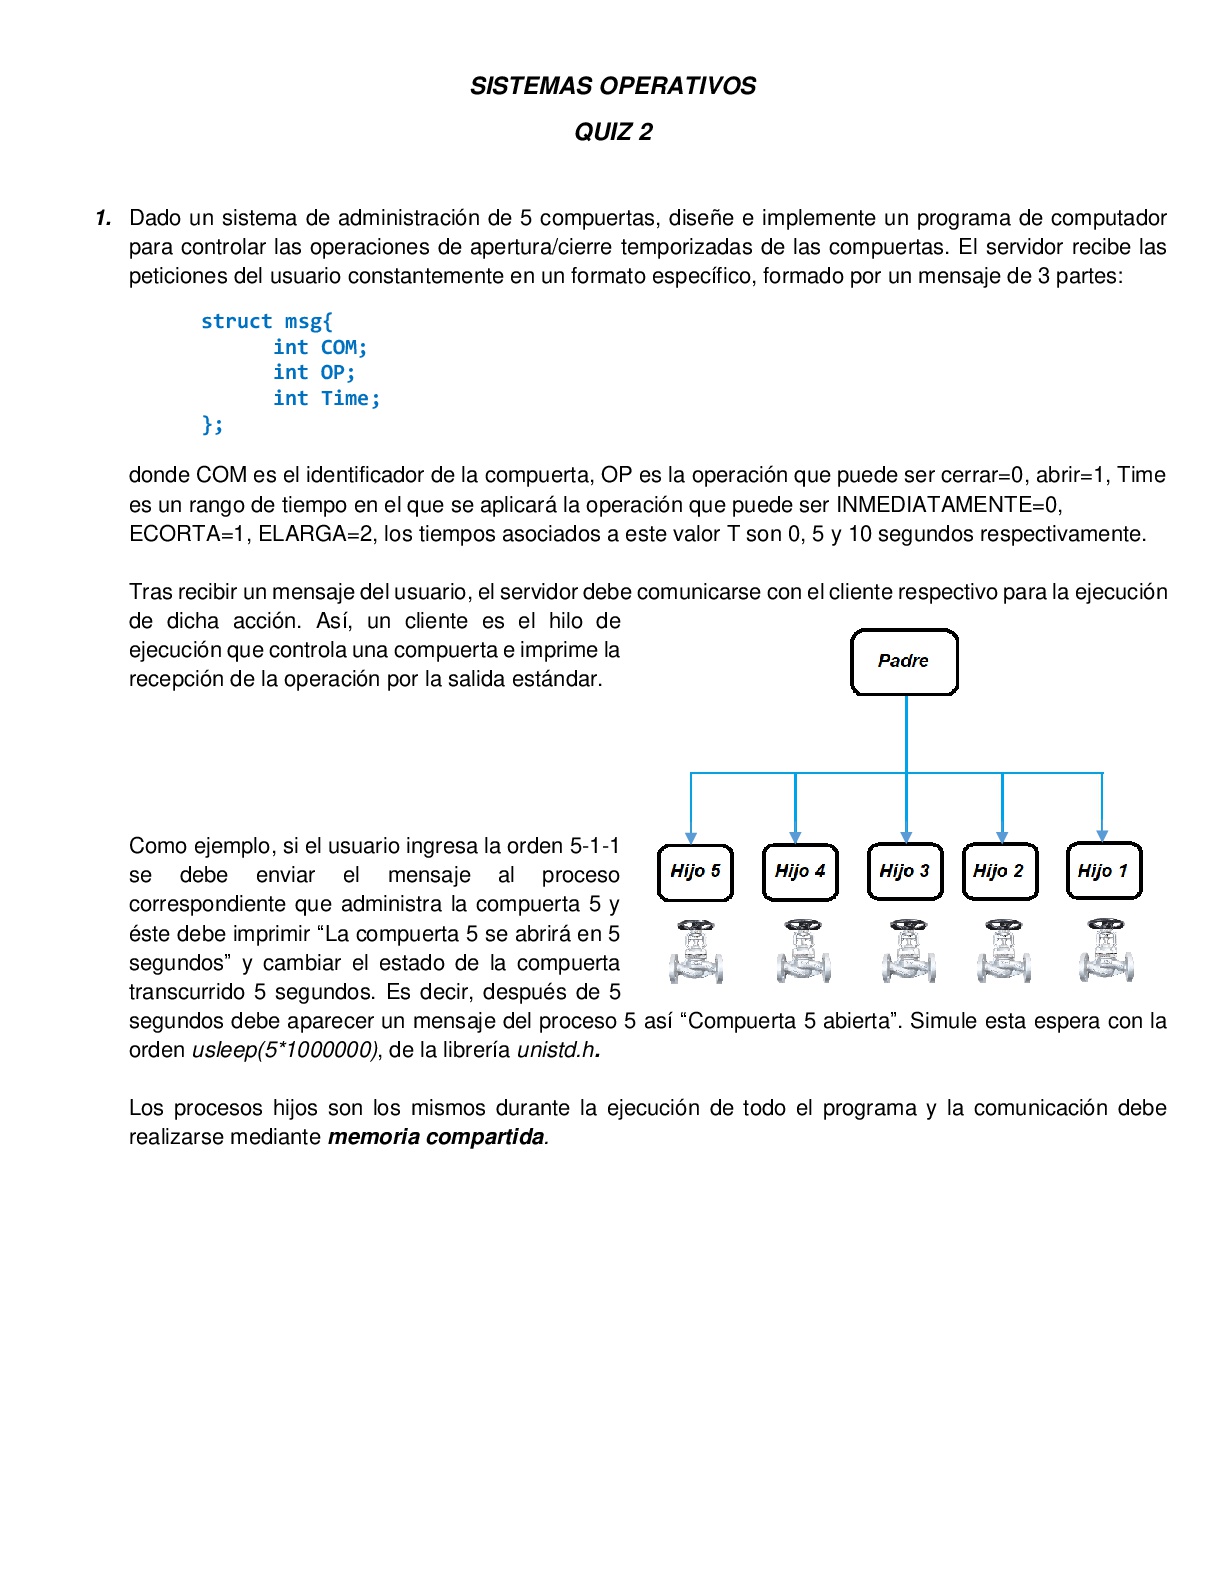 SISTEMAS OPERATIVOS
QUIZ 2
1. Dado un sistema de administración de 5 compuertas, diseñe e implemente un programa de computador
para controlar las operaciones de apertura/cierre temporizadas de las compuertas. El servidor recibe las
peticiones del usuario constantemente en un formato específico, formado por un mensaje de 3 partes:
struct msg{
int COM;
int OP;
int Time;
};
donde COM es el identificador de la compuerta, OP es la operación que puede ser cerrar=0, abrir=1, Time
es un rango de tiempo en el que se aplicará la operación que puede ser INMEDIATAMENTE=0,
ECORTA=1, ELARGA=2, los tiempos asociados a este valor T son 0, 5 y 10 segundos respectivamente.
Tras recibir un mensaje del usuario, el servidor debe comunicarse con el cliente respectivo para la ejecución
de dicha acción. Así, un cliente es el hilo de
ejecución que controla una compuerta e imprime la
recepción de la operación por la salida estándar.
Padre
Hijo 5
Hijo 4
Hijo 3
Hijo 2
Hijo 1
Como ejemplo, si el usuario ingresa la orden 5-1-1
se debe enviar el mensaje al proceso
correspondiente que administra la compuerta 5 y
éste debe imprimir “La compuerta 5 se abrirá en 5
segundos” y cambiar el estado de la compuerta
transcurrido 5 segundos. Es decir, después de 5
segundos debe aparecer un mensaje del proceso 5 así “Compuerta 5 abierta”. Simule esta espera con la
orden usleep(5*1000000), de la librería unistd.h.
Los procesos hijos son los mismos durante la ejecución de todo el programa y la comunicación debe
realizarse mediante memoria compartida.